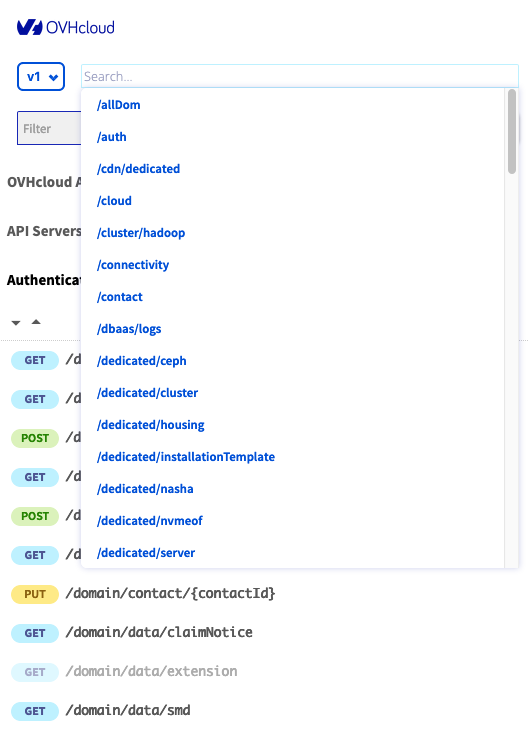 OVHcloud
v1
Search...
/allDom
/auth
/cdn/dedicated
/cloud
/cluster/hadoop
/connectivity
/contact
/dbaas/logs
/dedicated/ceph
/dedicated/cluster
/dedicated/housing
/dedicated/installationTemplate
/dedicated/nasha
/dedicated/nvmeof
/dedicated/server
Filter
OVHcloud A
API Servers
Authentica
GET /d
GET /d
POST /d
GET /d
POST /d
GET /d
PUT /domain/contact/{contactId}
GET /domain/data/claimNotice
GET /domain/data/extension
GET /domain/data/smd